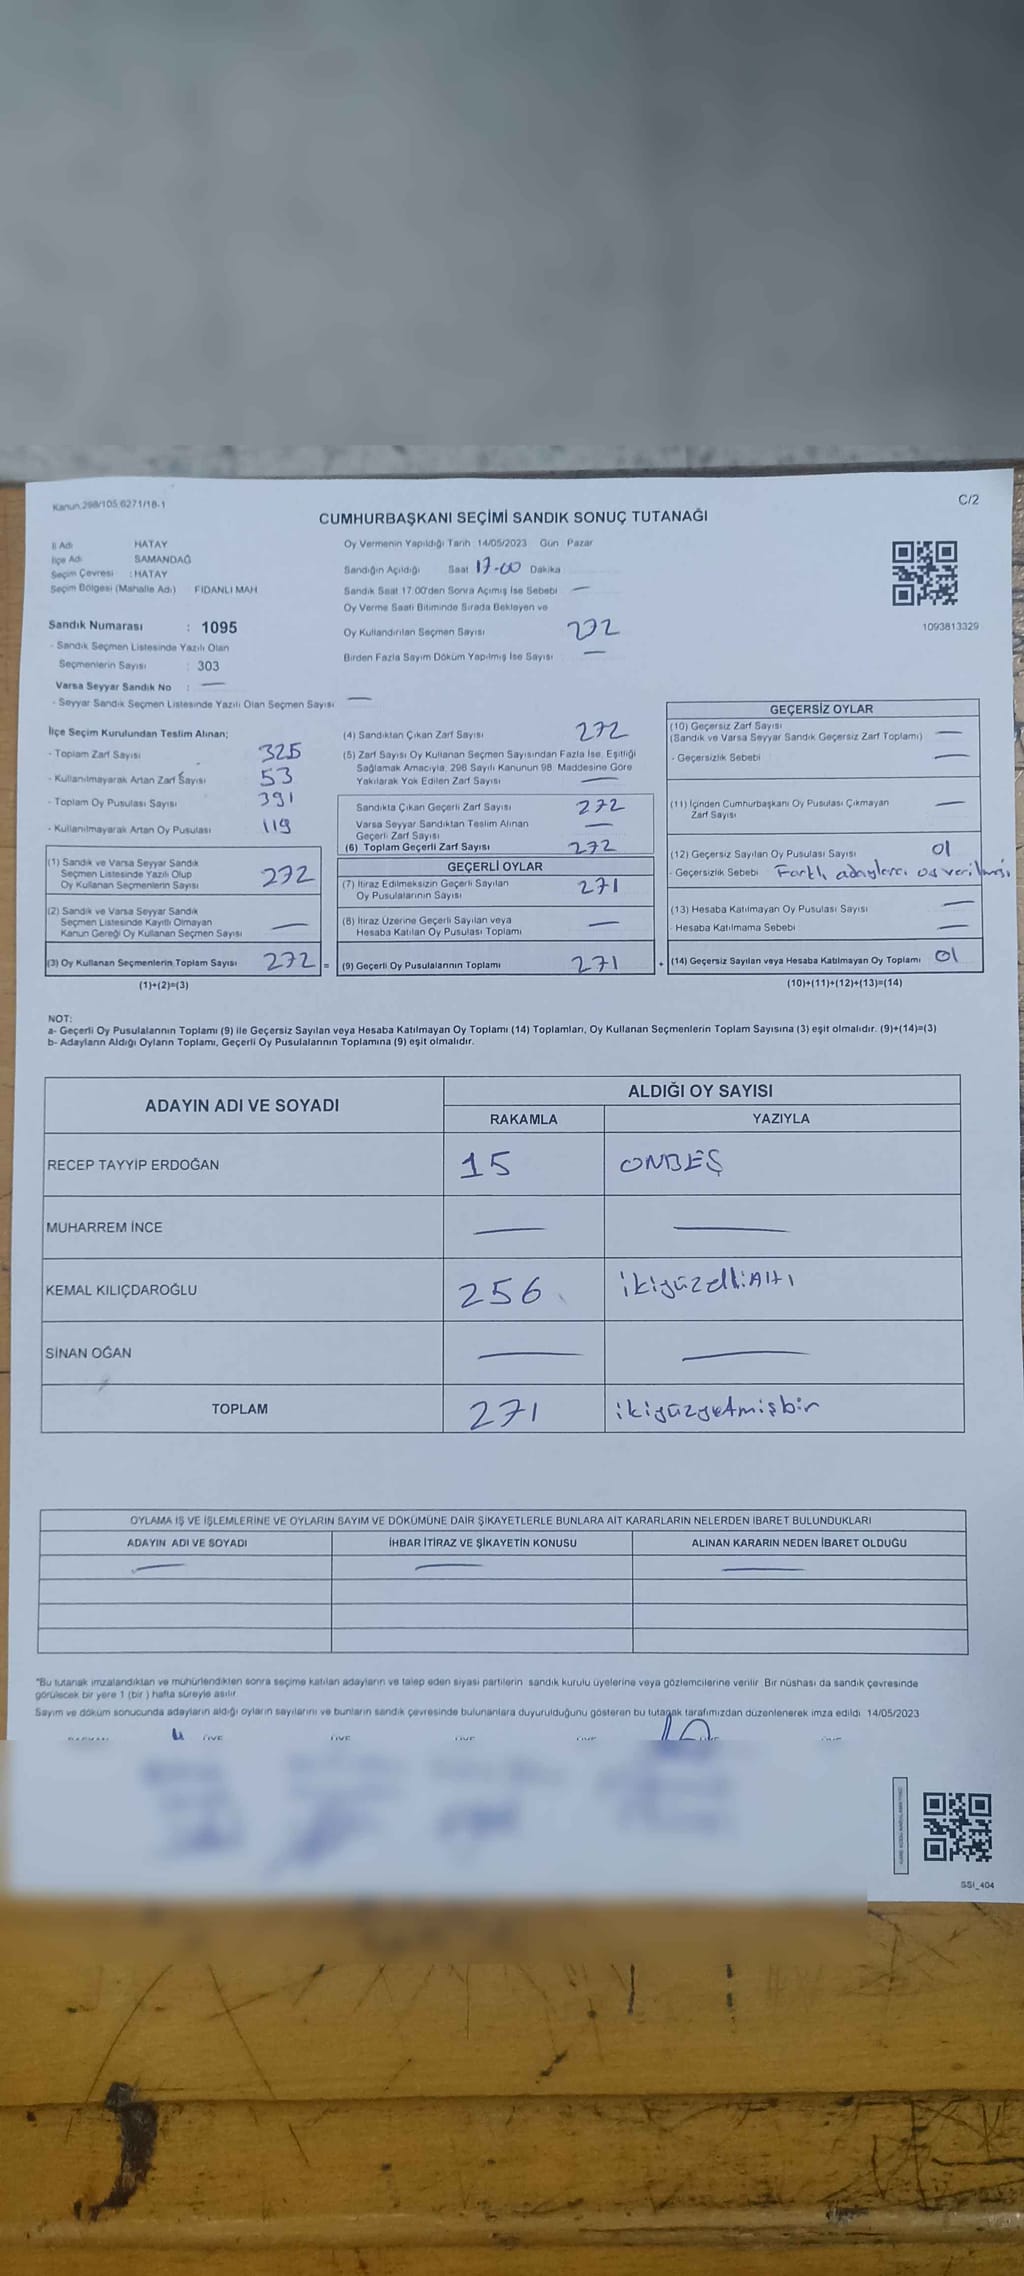 Kanun.298/105,6271/18-1
C/2
CUMHURBAŞKANI SEÇİMİ SANDIK SONUÇ TUTANAĞI
İl Adı HATAY
İlçe Adı SAMANDAĞ
Seçim Çevresi : HATAY
Seçim Bölgesi (Mahalle Adı) FIDANLI MAH
Sandık Numarası : 1095
- Sandık Seçmen Listesinde Yazılı Olan
Seçmenlerin Sayısı : 303
Varsa Seyyar Sandık No : —
- Seyyar Sandık Seçmen Listesinde Yazılı Olan Seçmen Sayısı —
Oy Vermenin Yapıldığı Tarih 14/05/2023 Gün Pazar
Sandığın Açıldığı Saat 17-00 Dakika
Sandık Saat 17.00'den Sonra Açımış İse Sebebi —
Oy Verme Saati Bitiminde Sırada Bekleyen ve
Oy Kullandırılan Seçmen Sayısı 272
Birden Fazla Sayım Döküm Yapılmış İse Sayısı —
1093813329
İlçe Seçim Kurulundan Teslim Alınan;
- Toplam Zarf Sayısı 325
- Kullanılmayarak Artan Zarf Sayısı 53
- Toplam Oy Pusulası Sayısı 391
- Kullanılmayarak Artan Oy Pusulası 119
(1) Sandık ve Varsa Seyyar Sandık
Seçmen Listesinde Yazılı Olup
Oy Kullanan Seçmenlerin Sayısı 272
(2) Sandık ve Varsa Seyyar Sandık
Seçmen Listesinde Kayıtlı Olmayan
Kanun Gereği Oy Kullanan Seçmen Sayısı —
(3) Oy Kullanan Seçmenlerin Toplam Sayısı 272 =
(1)+(2)=(3)
(4) Sandıktan Çıkan Zarf Sayısı 272
(5) Zarf Sayısı Oy Kullanan Seçmen Sayısından Fazla İse, Eşitliği
Sağlamak Amacıyla, 298 Sayılı Kanunun 98. Maddesine Göre
Yakılarak Yok Edilen Zarf Sayısı —
Sandıkta Çıkan Geçerli Zarf Sayısı 272
Varsa Seyyar Sandıktan Teslim Alınan
Geçerli Zarf Sayısı —
(6) Toplam Geçerli Zarf Sayısı 272
GEÇERLİ OYLAR
(7) İtiraz Edilmeksizin Geçerli Sayılan
Oy Pusulalarının Sayısı 271
(8) İtiraz Üzerine Geçerli Sayılan veya
Hesaba Katılan Oy Pusulası Toplamı —
(9) Geçerli Oy Pusulalarının Toplamı 271 +
GEÇERSİZ OYLAR
(10) Geçersiz Zarf Sayısı
(Sandık ve Varsa Seyyar Sandık Geçersiz Zarf Toplamı) —
- Geçersizlik Sebebi —
(11) İçinden Cumhurbaşkanı Oy Pusulası Çıkmayan
Zarf Sayısı —
(12) Geçersiz Sayılan Oy Pusulası Sayısı 01
- Geçersizlik Sebebi Farklı adaylara oy verilmesi
(13) Hesaba Katılmayan Oy Pusulası Sayısı —
- Hesaba Katılmama Sebebi —
(14) Geçersiz Sayılan veya Hesaba Katılmayan Oy Toplamı 01
(10)+(11)+(12)+(13)=(14)
NOT:
a- Geçerli Oy Pusulalarının Toplamı (9) ile Geçersiz Sayılan veya Hesaba Katılmayan Oy Toplamı (14) Toplamları, Oy Kullanan Seçmenlerin Toplam Sayısına (3) eşit olmalıdır. (9)+(14)=(3)
b- Adayların Aldığı Oyların Toplamı, Geçerli Oy Pusulalarının Toplamına (9) eşit olmalıdır.
ADAYIN ADI VE SOYADI ALDIĞI OY SAYISI
RAKAMLA YAZIYLA
RECEP TAYYİP ERDOĞAN 15 ONBEŞ
MUHARREM İNCE — —
KEMAL KILIÇDAROĞLU 256 ikiyüzelliAltı
SİNAN OĞAN — —
TOPLAM 271 ikiyüzyetmişbir
OYLAMA İŞ VE İŞLEMLERİNE VE OYLARIN SAYIM VE DÖKÜMÜNE DAİR ŞİKAYETLERLE BUNLARA AİT KARARLARIN NELERDEN İBARET BULUNDUKLARI
ADAYIN ADI VE SOYADI İHBAR İTİRAZ VE ŞİKAYETİN KONUSU ALINAN KARARIN NEDEN İBARET OLDUĞU
— — —
"Bu tutanak imzalandıktan ve mühürlendikten sonra seçime katılan adayların ve talep eden siyasi partilerin sandık kurulu üyelerine veya gözlemcilerine verilir. Bir nüshası da sandık çevresinde
görülecek bir yere 1 (bir ) hafta süreyle asılır
Sayım ve döküm sonucunda adayların aldığı oyların sayılarını ve bunların sandık çevresinde bulunanlara duyurulduğunu gösteren bu tutanak tarafımızdan düzenlenerek imza edildi 14/05/2023
SSI_404